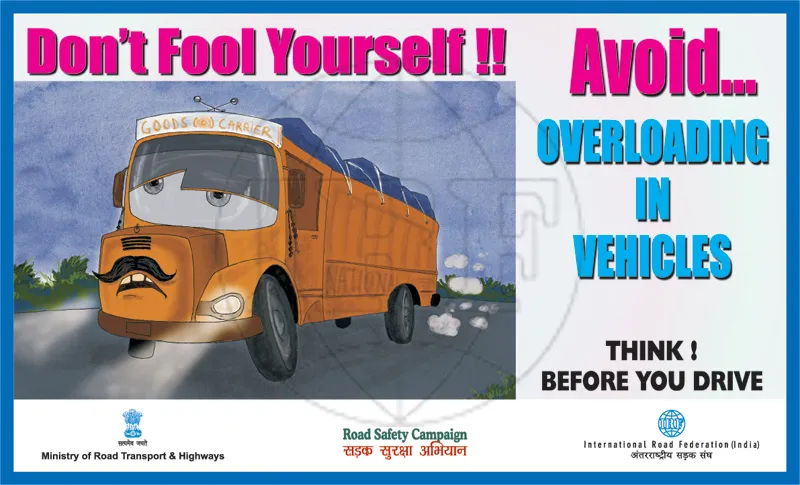 Don't Fool Yourself !!
Avoid...
OVERLOADING
IN
VEHICLES
GOODS CARRIER
THINK !
BEFORE YOU DRIVE
सत्यमेव जयते
Ministry of Road Transport & Highways
Road Safety Campaign
सड़क सुरक्षा अभियान
IRF
International Road Federation (India)
अंतरराष्ट्रीय सड़क संघ